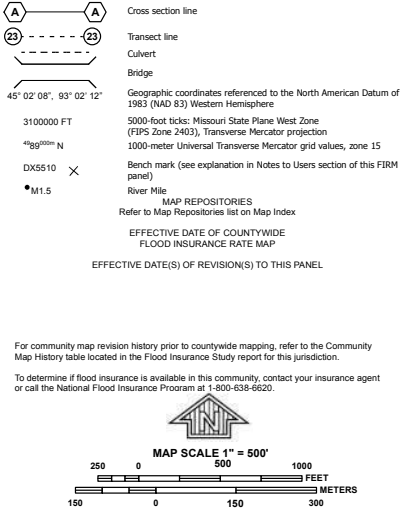 A A Cross section line
23 23 Transect line
Culvert
Bridge
45° 02' 08", 93° 02' 12" Geographic coordinates referenced to the North American Datum of
1983 (NAD 83) Western Hemisphere
3100000 FT 5000-foot ticks: Missouri State Plane West Zone
(FIPS Zone 2403), Transverse Mercator projection
4989000m N 1000-meter Universal Transverse Mercator grid values, zone 15
DX5510 Bench mark (see explanation in Notes to Users section of this FIRM
panel)
M1.5 River Mile
MAP REPOSITORIES
Refer to Map Repositories list on Map Index
EFFECTIVE DATE OF COUNTYWIDE
FLOOD INSURANCE RATE MAP
EFFECTIVE DATE(S) OF REVISION(S) TO THIS PANEL
For community map revision history prior to countywide mapping, refer to the Community
Map History table located in the Flood Insurance Study report for this jurisdiction.
To determine if flood insurance is available in this community, contact your insurance agent
or call the National Flood Insurance Program at 1-800-638-6620.
N
MAP SCALE 1" = 500'
250 0 500 1000
FEET
METERS
150 0 150 300